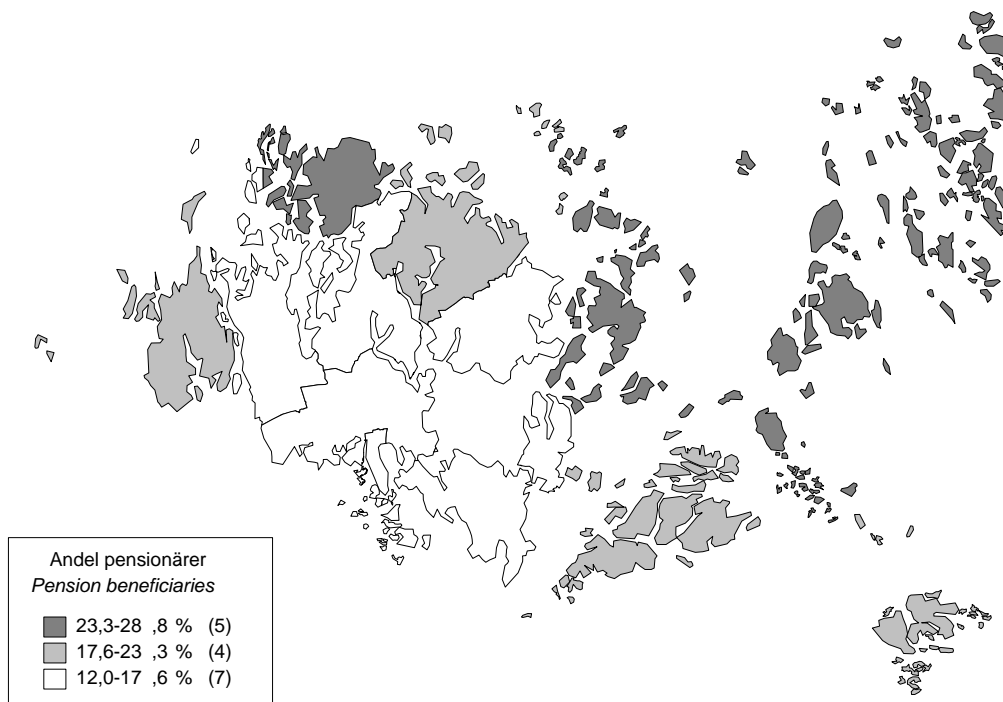 Andel pensionärer
Pension beneficiaries
23,3-28 ,8 % (5)
17,6-23 ,3 % (4)
12,0-17 ,6 % (7)